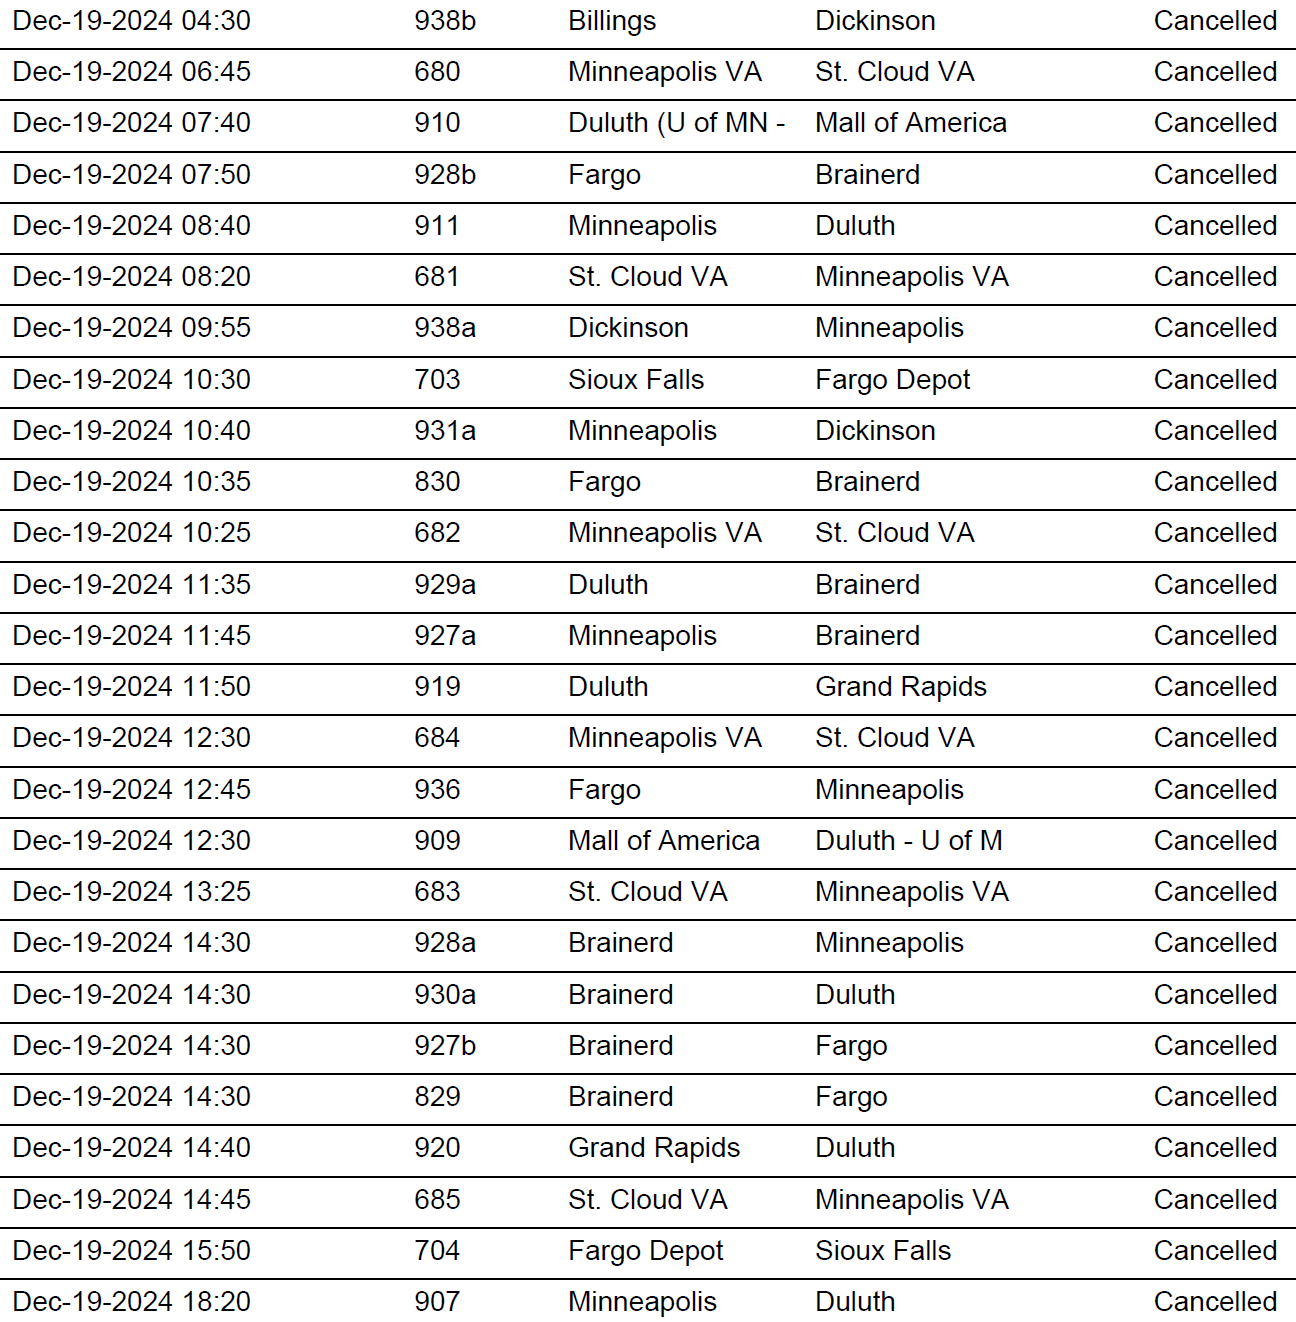 Dec-19-2024 04:30 938b Billings Dickinson Cancelled
Dec-19-2024 06:45 680 Minneapolis VA St. Cloud VA Cancelled
Dec-19-2024 07:40 910 Duluth (U of MN - Mall of America Cancelled
Dec-19-2024 07:50 928b Fargo Brainerd Cancelled
Dec-19-2024 08:40 911 Minneapolis Duluth Cancelled
Dec-19-2024 08:20 681 St. Cloud VA Minneapolis VA Cancelled
Dec-19-2024 09:55 938a Dickinson Minneapolis Cancelled
Dec-19-2024 10:30 703 Sioux Falls Fargo Depot Cancelled
Dec-19-2024 10:40 931a Minneapolis Dickinson Cancelled
Dec-19-2024 10:35 830 Fargo Brainerd Cancelled
Dec-19-2024 10:25 682 Minneapolis VA St. Cloud VA Cancelled
Dec-19-2024 11:35 929a Duluth Brainerd Cancelled
Dec-19-2024 11:45 927a Minneapolis Brainerd Cancelled
Dec-19-2024 11:50 919 Duluth Grand Rapids Cancelled
Dec-19-2024 12:30 684 Minneapolis VA St. Cloud VA Cancelled
Dec-19-2024 12:45 936 Fargo Minneapolis Cancelled
Dec-19-2024 12:30 909 Mall of America Duluth - U of M Cancelled
Dec-19-2024 13:25 683 St. Cloud VA Minneapolis VA Cancelled
Dec-19-2024 14:30 928a Brainerd Minneapolis Cancelled
Dec-19-2024 14:30 930a Brainerd Duluth Cancelled
Dec-19-2024 14:30 927b Brainerd Fargo Cancelled
Dec-19-2024 14:30 829 Brainerd Fargo Cancelled
Dec-19-2024 14:40 920 Grand Rapids Duluth Cancelled
Dec-19-2024 14:45 685 St. Cloud VA Minneapolis VA Cancelled
Dec-19-2024 15:50 704 Fargo Depot Sioux Falls Cancelled
Dec-19-2024 18:20 907 Minneapolis Duluth Cancelled